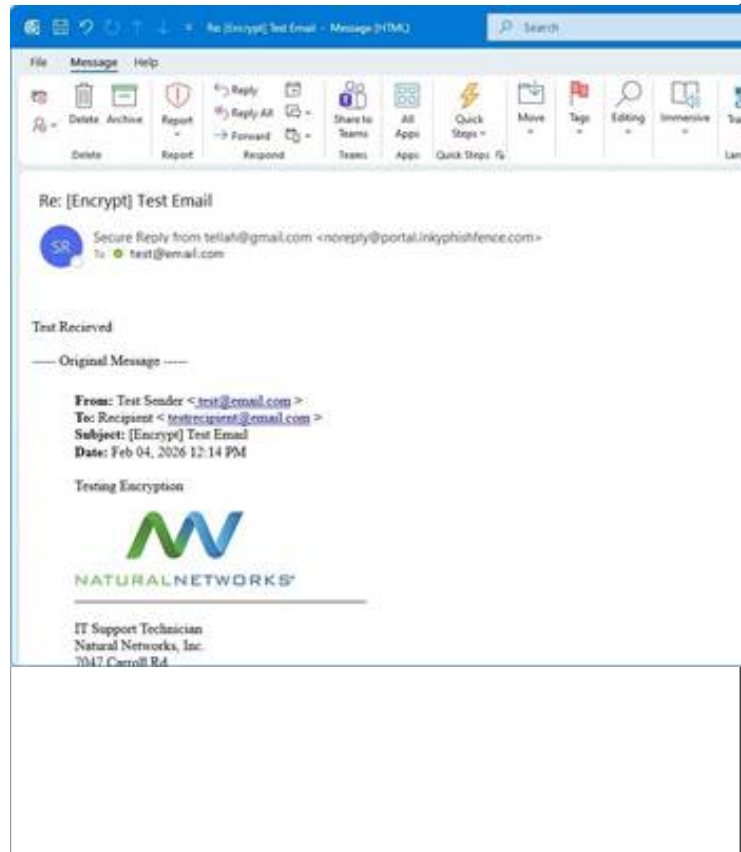 Re: [Encrypt] Test Email - Message (HTML)
Search
File Message Help
Delete Archive Report Reply Reply All Forward Share to Teams All Apps Quick Steps Move Tags Editing Immersive
Delete Report Respond Teams Apps Quick Steps
Re: [Encrypt] Test Email
SR
Secure Reply from tellah@gmail.com <noreply@portal.inkyphishfence.com>
To test@email.com
Test Recieved
----- Original Message -----
From: Test Sender < test@email.com >
To: Recipient < testrecipient@email.com >
Subject: [Encrypt] Test Email
Date: Feb 04, 2026 12:14 PM
Testing Encryption
NATURALNETWORKS
IT Support Technician
Natural Networks, Inc.
7047 Carroll Rd